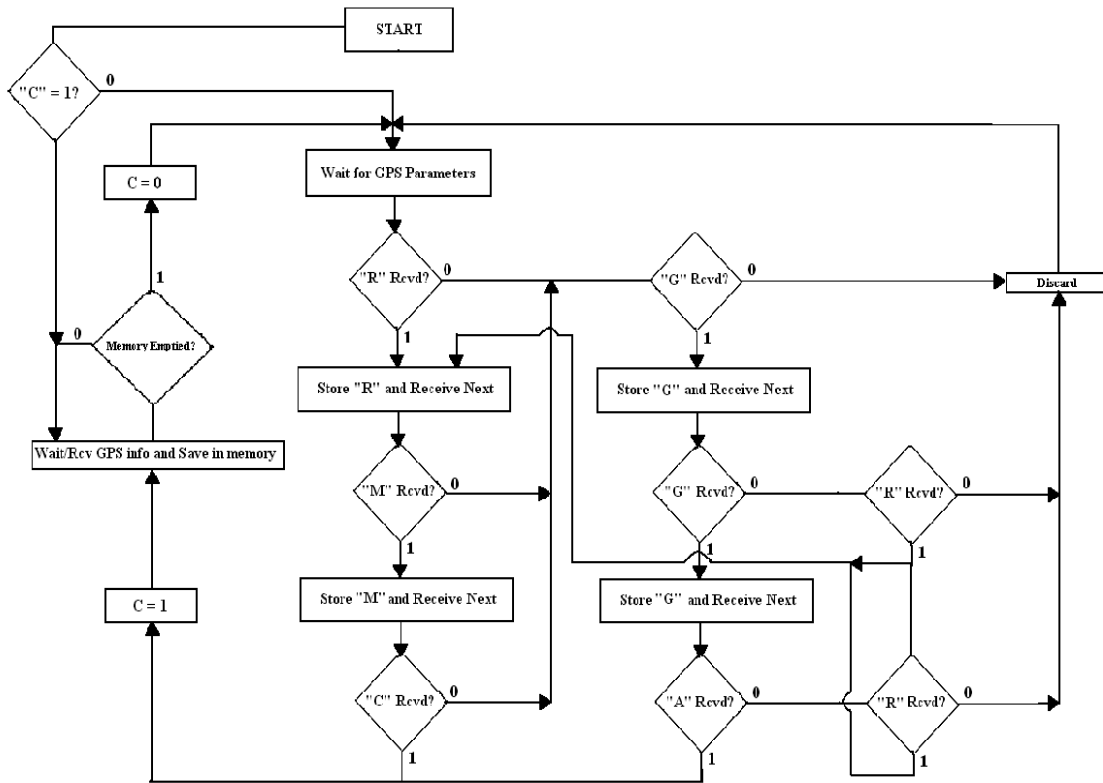 START
"C" = 1?
0
Wait for GPS Parameters
C = 0
"R" Rcvd?
0
"G" Rcvd?
0
Discard
1
1
1
0
Memory Emptied?
Store "R" and Receive Next
Store "G" and Receive Next
Wait/Rcv GPS info and Save in memory
"M" Rcvd?
0
"G" Rcvd?
0
"R" Rcvd?
0
1
1
1
C = 1
Store "M" and Receive Next
Store "G" and Receive Next
"C" Rcvd?
0
"A" Rcvd?
0
"R" Rcvd?
0
1
1
1